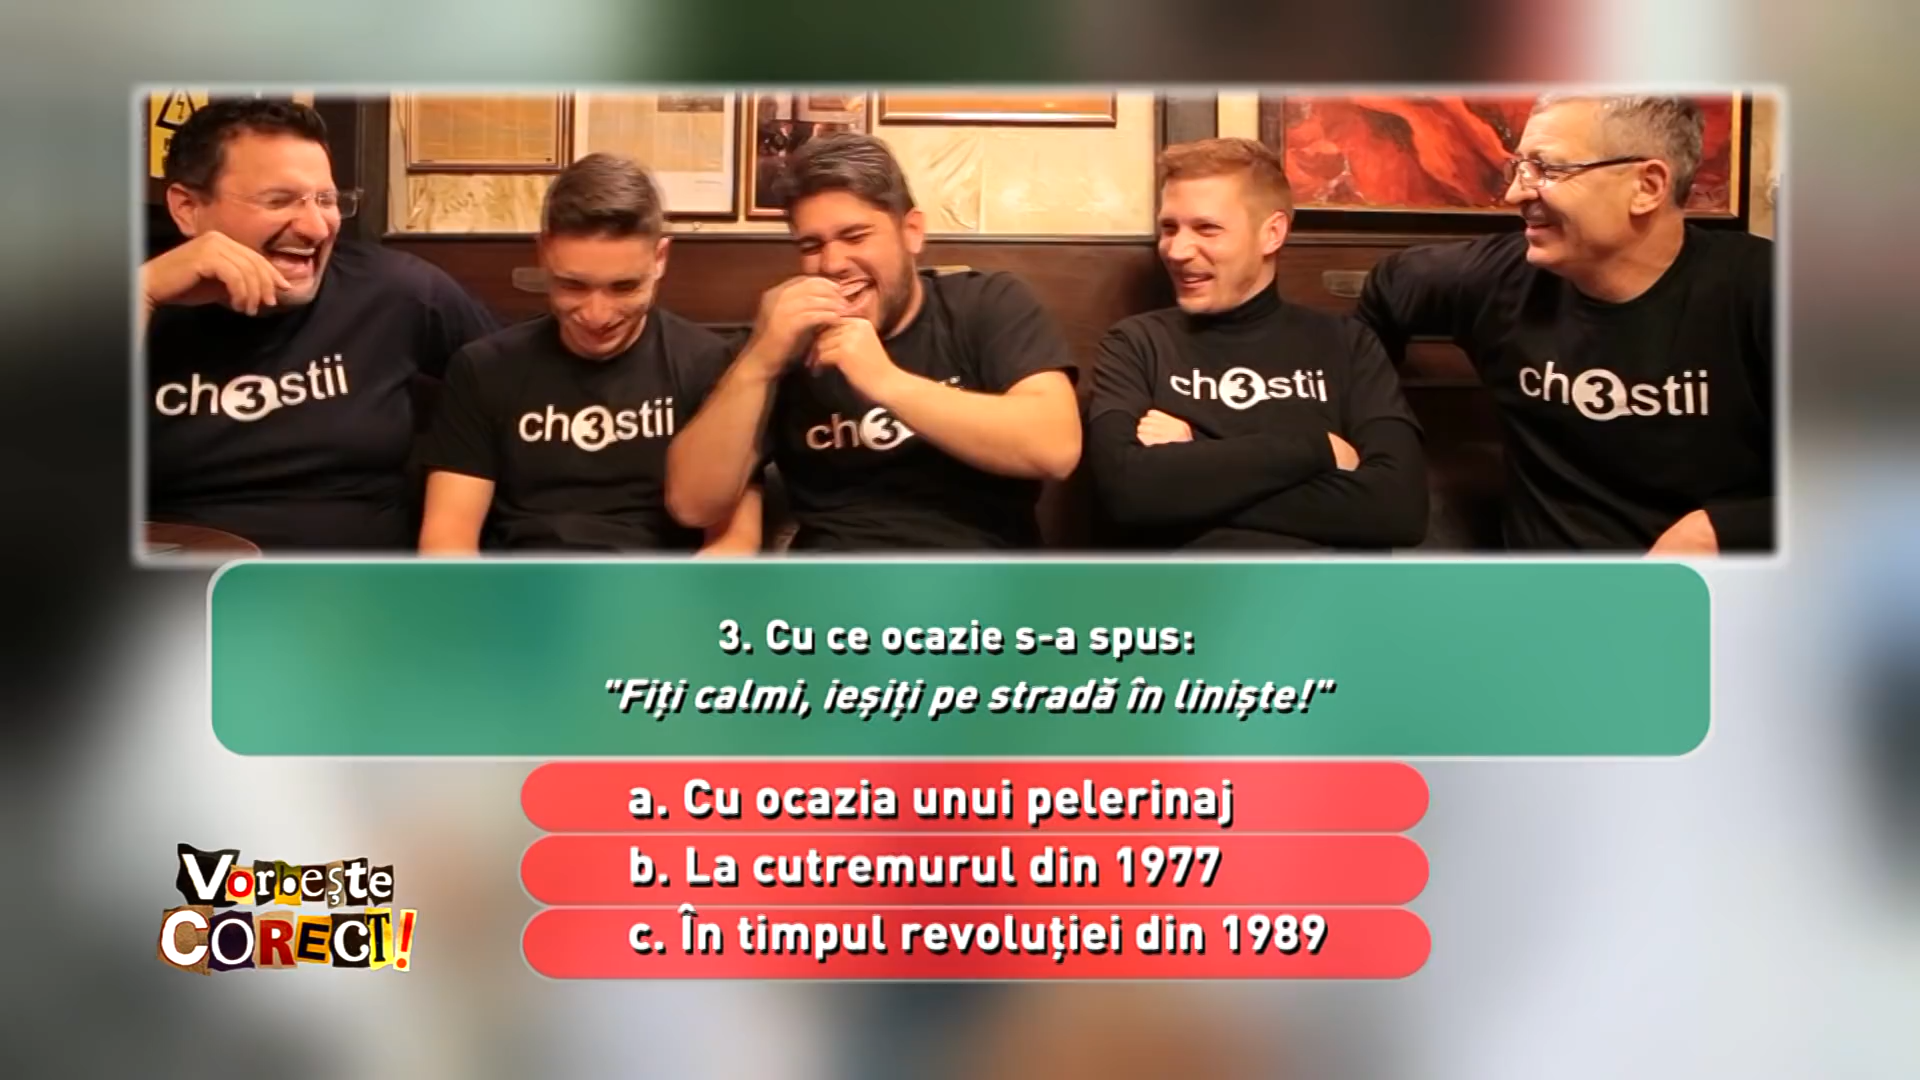 ch3stii
ch3stii
ch3
ch3stii
ch3stii
3. Cu ce ocazie s-a spus:
"Fiți calmi, ieșiți pe stradă în liniște!"
a. Cu ocazia unui pelerinaj
b. La cutremurul din 1977
c. În timpul revoluției din 1989
Vorbește
CORECT!